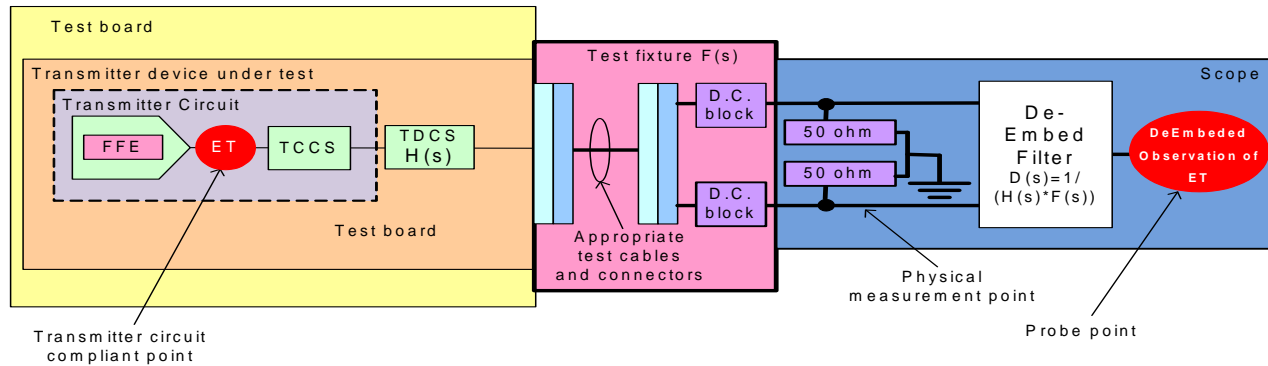 Test board
Transmitter device under test
Transmitter Circuit
FFE
ET
TCCS
TDCS
H(s)
Test board
Transmitter circuit
compliant point
Test fixture F(s)
D.C.
block
D.C.
block
Appropriate
test cables
and connectors
Scope
50 ohm
50 ohm
De-
Embed
Filter
D(s)=1/
(H(s)*F(s))
DeEmbeded
Observation of
ET
Physical
measurement point
Probe point